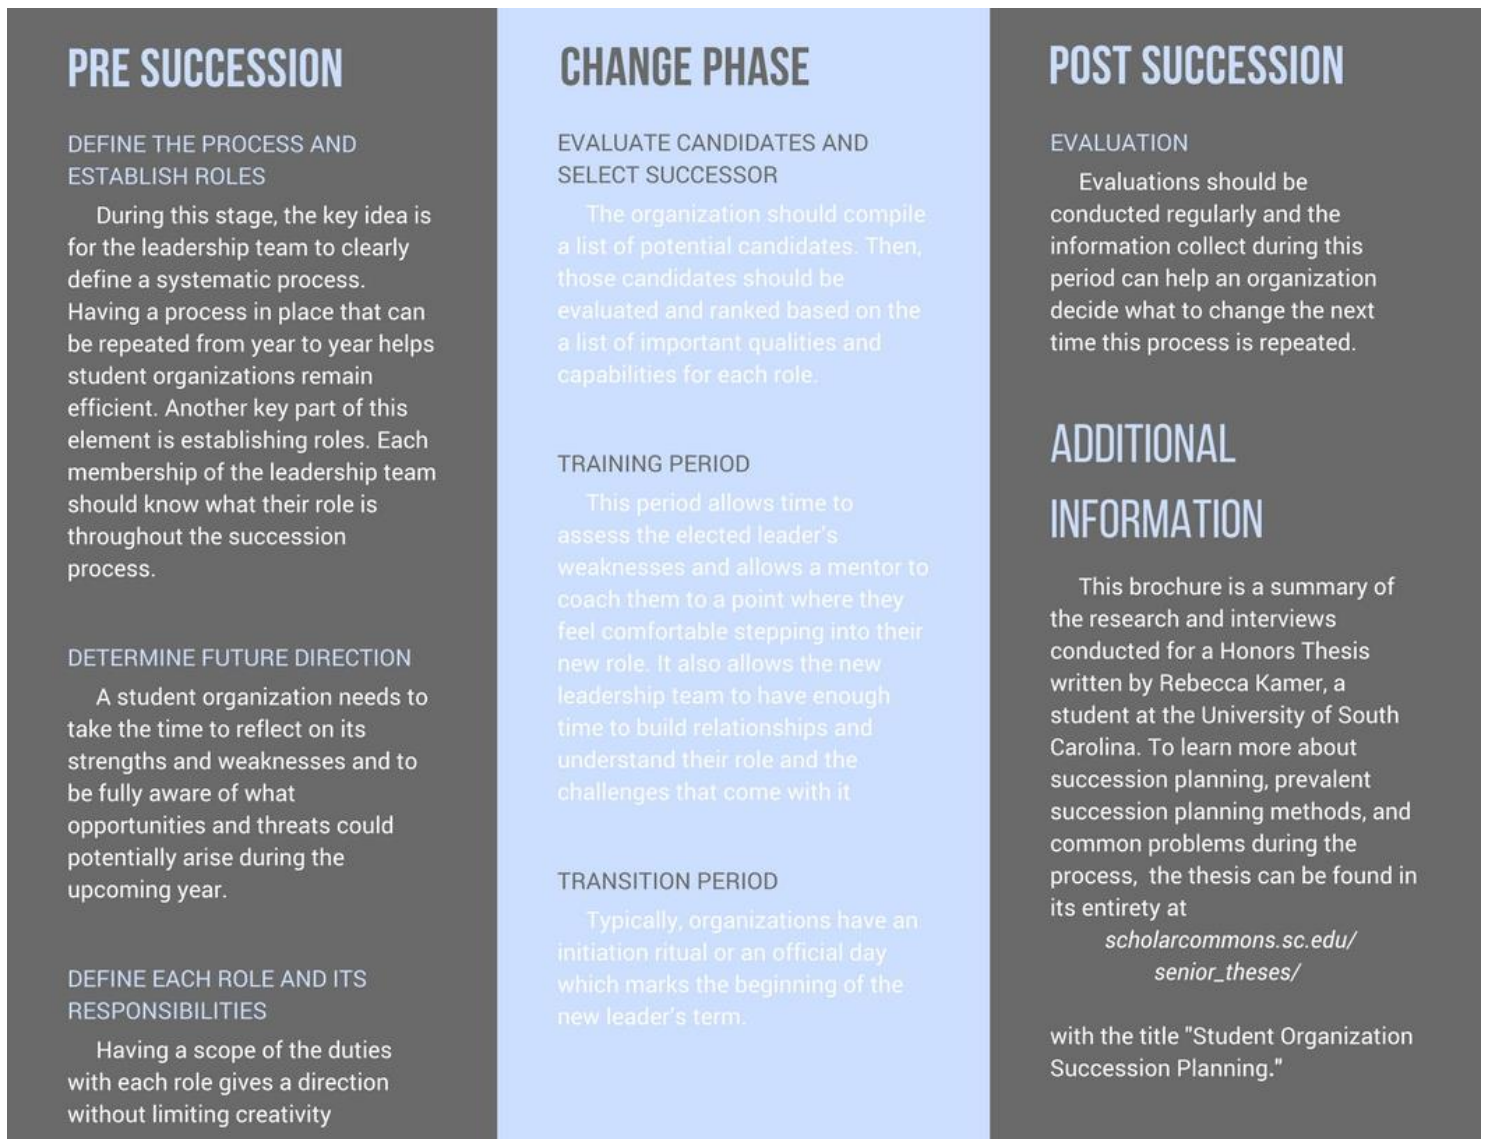 PRE SUCCESSION
DEFINE THE PROCESS AND
ESTABLISH ROLES
During this stage, the key idea is
for the leadership team to clearly
define a systematic process.
Having a process in place that can
be repeated from year to year helps
student organizations remain
efficient. Another key part of this
element is establishing roles. Each
membership of the leadership team
should know what their role is
throughout the succession
process.
DETERMINE FUTURE DIRECTION
A student organization needs to
take the time to reflect on its
strengths and weaknesses and to
be fully aware of what
opportunities and threats could
potentially arise during the
upcoming year.
DEFINE EACH ROLE AND ITS
RESPONSIBILITIES
Having a scope of the duties
with each role gives a direction
without limiting creativity
CHANGE PHASE
EVALUATE CANDIDATES AND
SELECT SUCCESSOR
The organization should compile
a list of potential candidates. Then,
those candidates should be
evaluated and ranked based on the
a list of important qualities and
capabilities for each role.
TRAINING PERIOD
This period allows time to
assess the elected leader's
weaknesses and allows a mentor to
coach them to a point where they
feel comfortable stepping into their
new role. It also allows the new
leadership team to have enough
time to build relationships and
understand their role and the
challenges that come with it
TRANSITION PERIOD
Typically, organizations have an
initiation ritual or an official day
which marks the beginning of the
new leader's term.
POST SUCCESSION
EVALUATION
Evaluations should be
conducted regularly and the
information collect during this
period can help an organization
decide what to change the next
time this process is repeated.
ADDITIONAL
INFORMATION
This brochure is a summary of
the research and interviews
conducted for a Honors Thesis
written by Rebecca Kamer, a
student at the University of South
Carolina. To learn more about
succession planning, prevalent
succession planning methods, and
common problems during the
process,  the thesis can be found in
its entirety at
scholarcommons.sc.edu/
senior_theses/
with the title "Student Organization
Succession Planning."